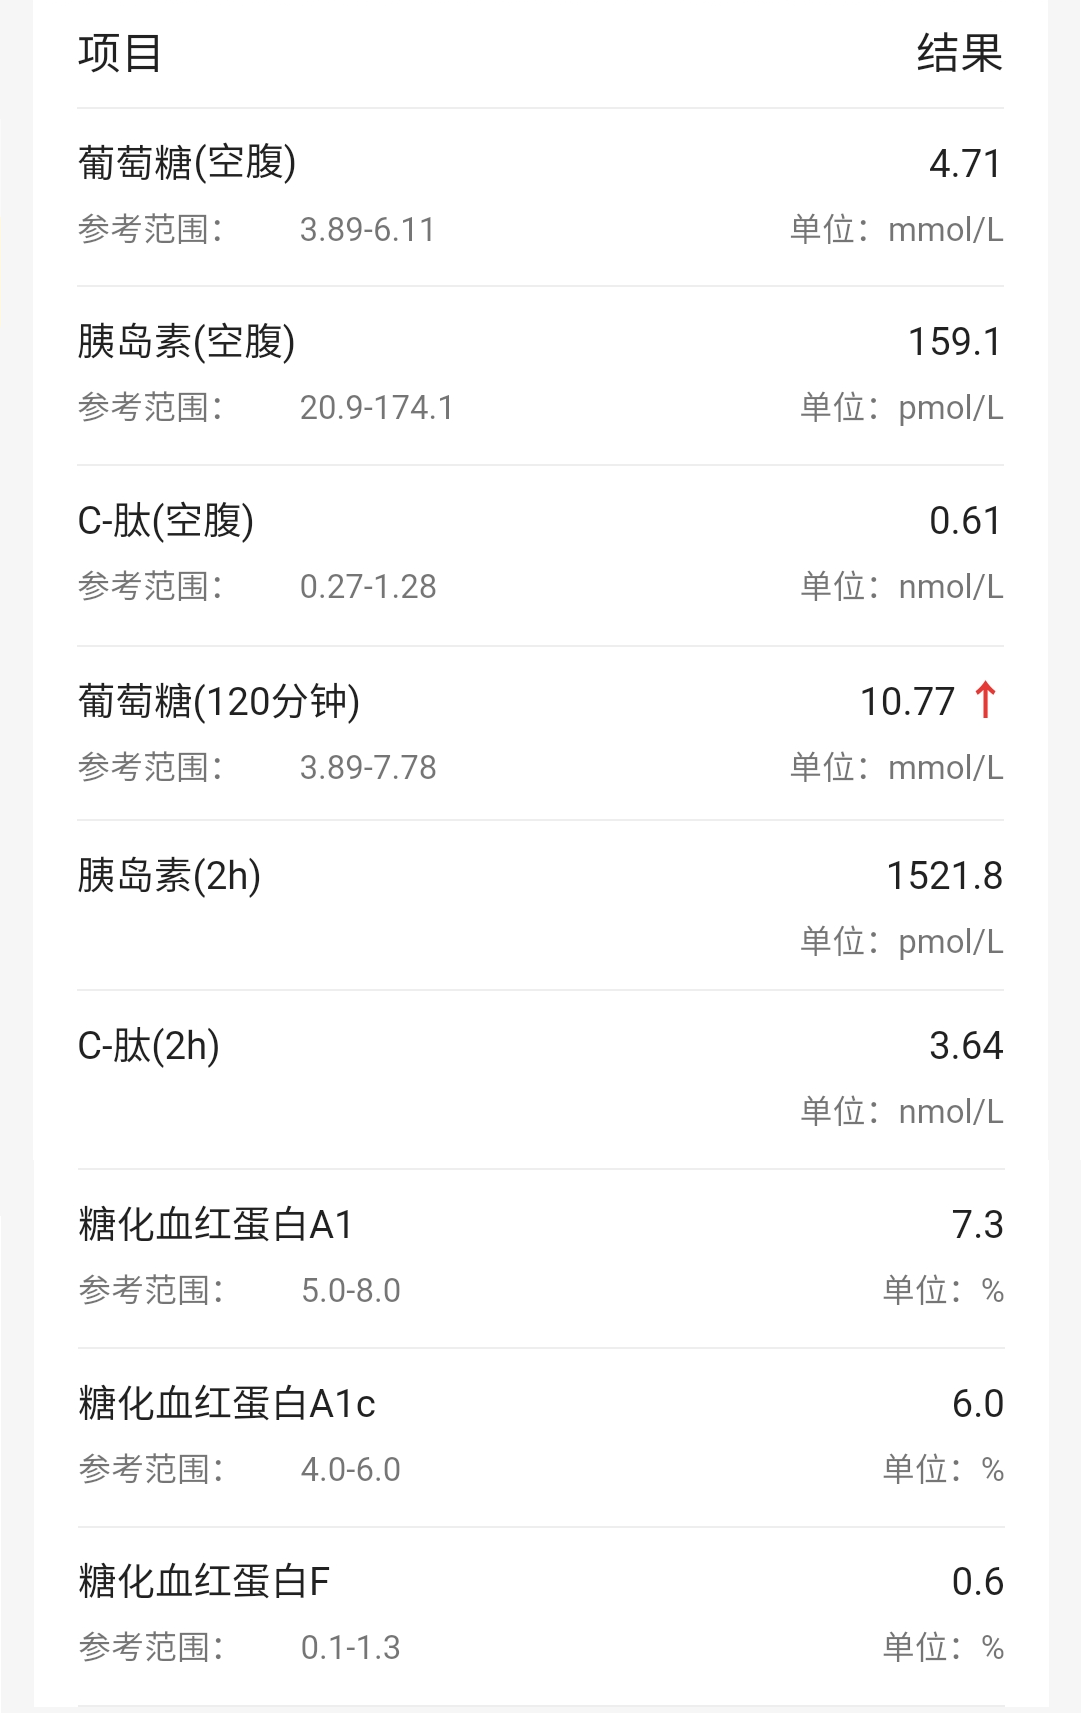 项目 结果
葡萄糖(空腹) 4.71
参考范围： 3.89-6.11 单位：mmol/L
胰岛素(空腹) 159.1
参考范围： 20.9-174.1 单位：pmol/L
C-肽(空腹) 0.61
参考范围： 0.27-1.28 单位：nmol/L
葡萄糖(120分钟) 10.77 ↑
参考范围： 3.89-7.78 单位：mmol/L
胰岛素(2h) 1521.8
单位：pmol/L
C-肽(2h) 3.64
单位：nmol/L
糖化血红蛋白A1 7.3
参考范围： 5.0-8.0 单位：%
糖化血红蛋白A1c 6.0
参考范围： 4.0-6.0 单位：%
糖化血红蛋白F 0.6
参考范围： 0.1-1.3 单位：%